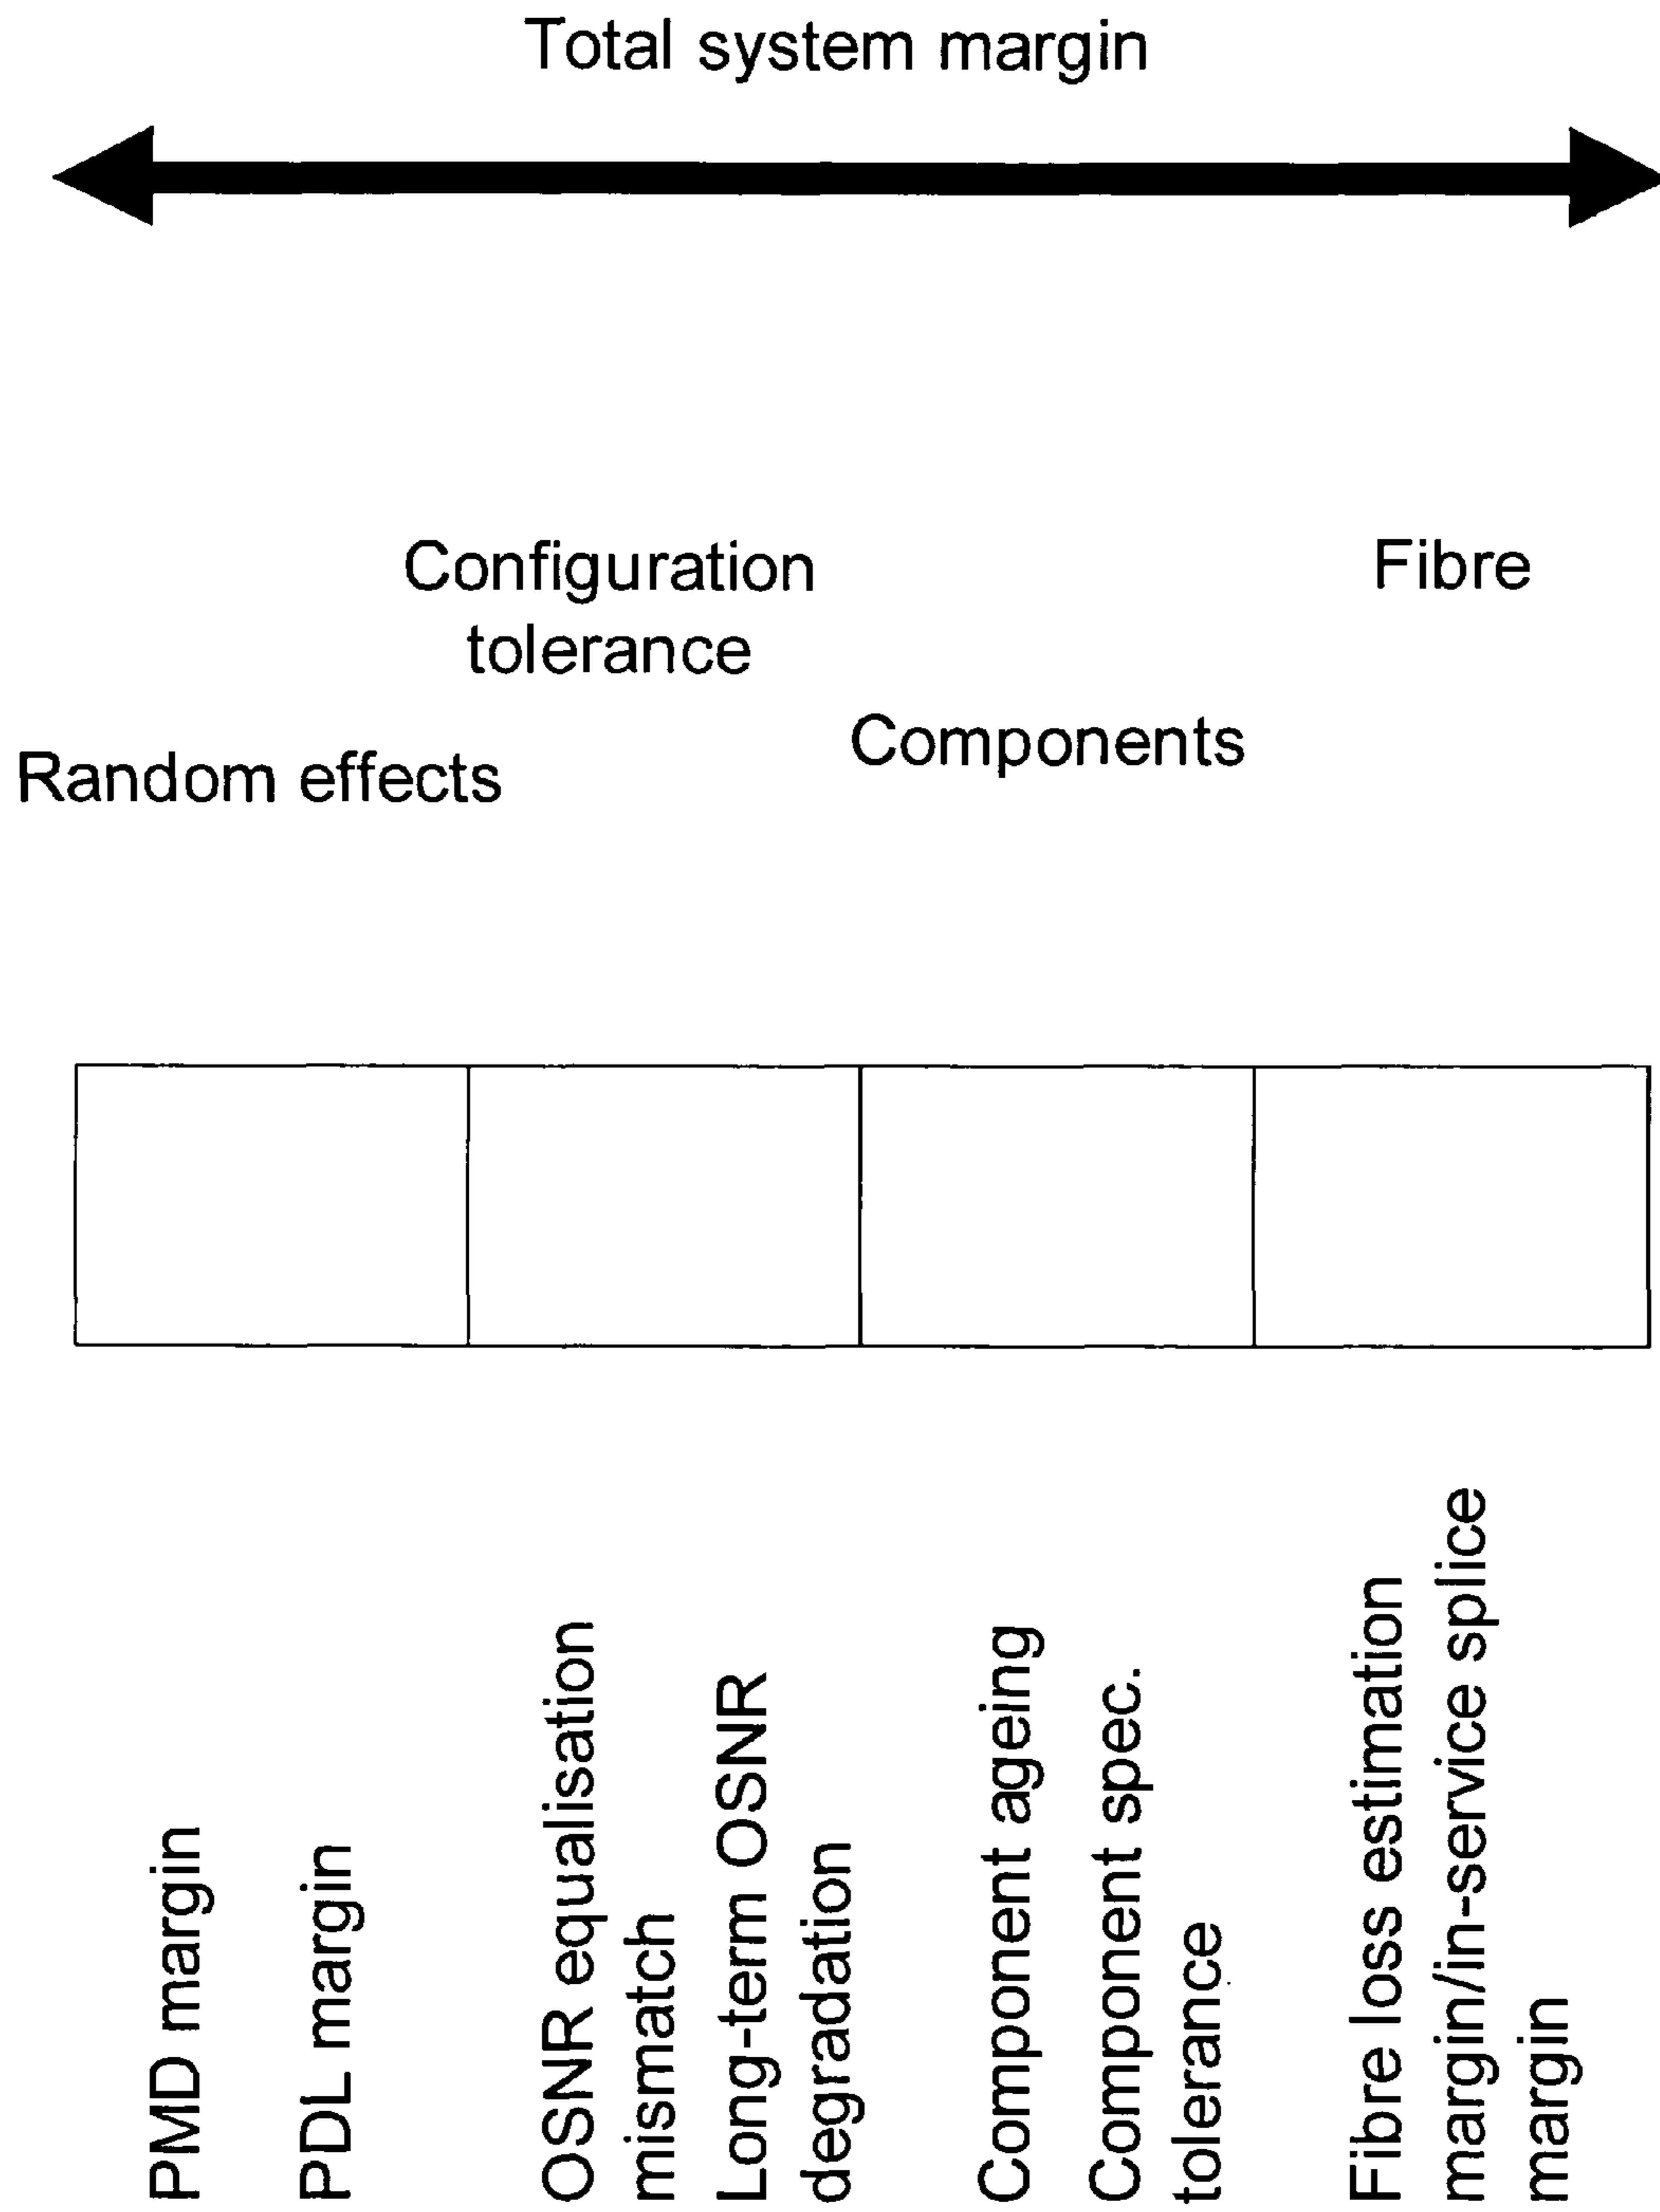 Total system margin
Configuration
tolerance
Fibre
Components
Random effects
PMD margin
PDL margin
OSNR equalisation
mismatch
Long-term OSNR
degradation
Component ageing
Component spec.
tolerance
Fibre loss estimation
margin/in-service splice
margin